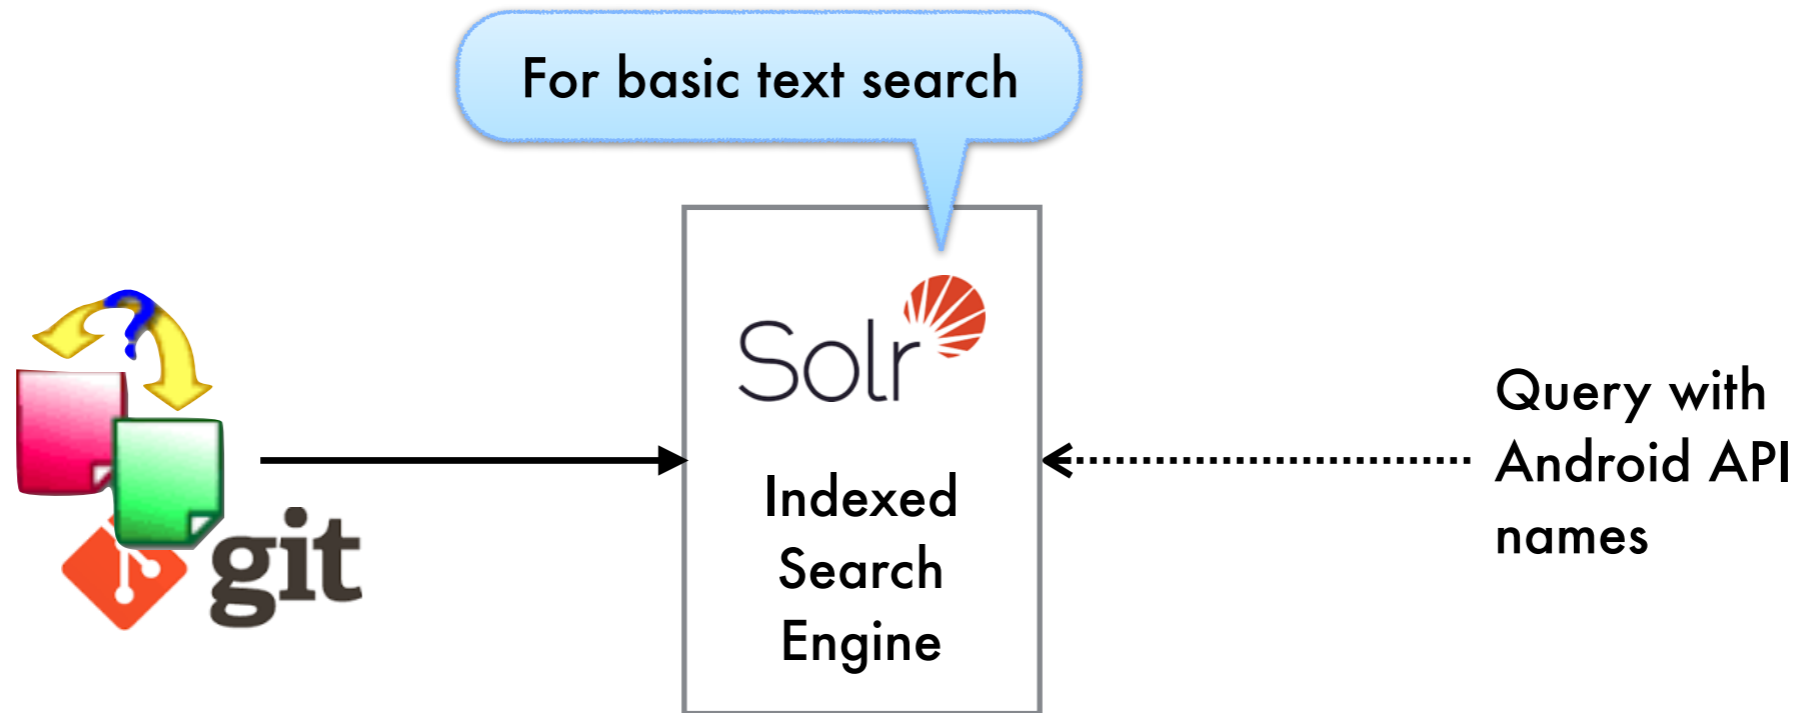 For basic text search
?
git
Solr
Indexed
Search
Engine
Query with
Android API
names